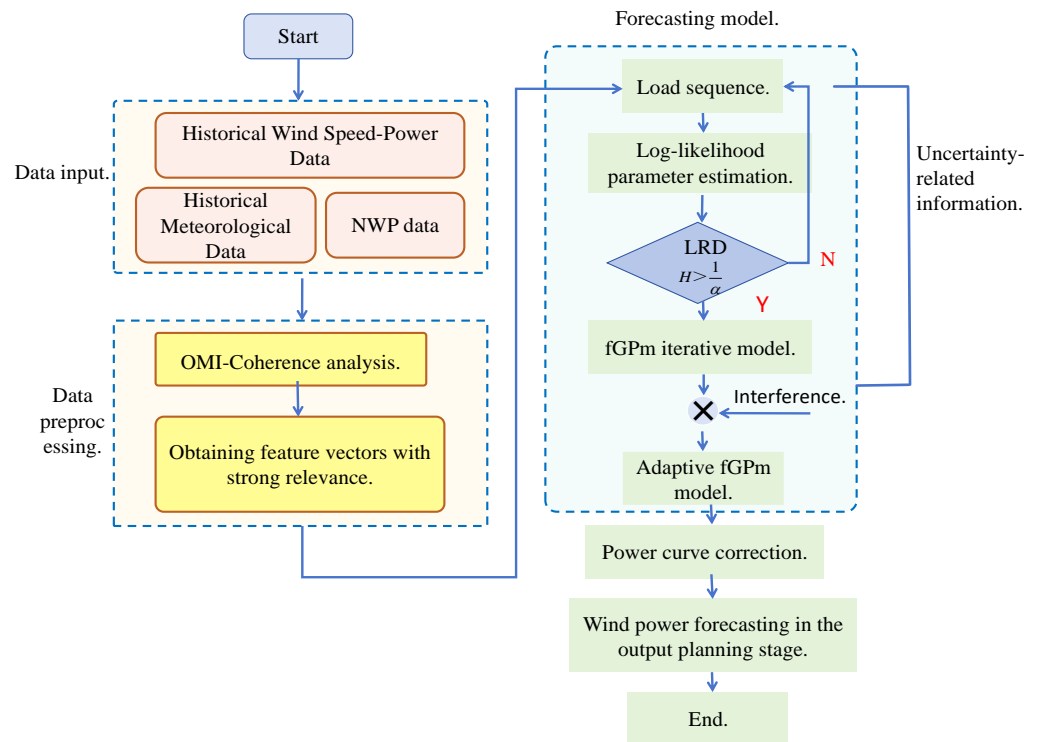 Start
Data input.
Historical Wind Speed-Power
Data
Historical
Meteorological
Data
NWP data
Data
preproc
essing.
OMI-Coherence analysis.
Obtaining feature vectors with
strong relevance.
Forecasting model.
Load sequence.
Log-likelihood
parameter estimation.
LRD
H>1/α
N
Y
fGPm iterative model.
Interference.
Adaptive fGPm
model.
Uncertainty-
related
information.
Power curve correction.
Wind power forecasting in the
output planning stage.
End.